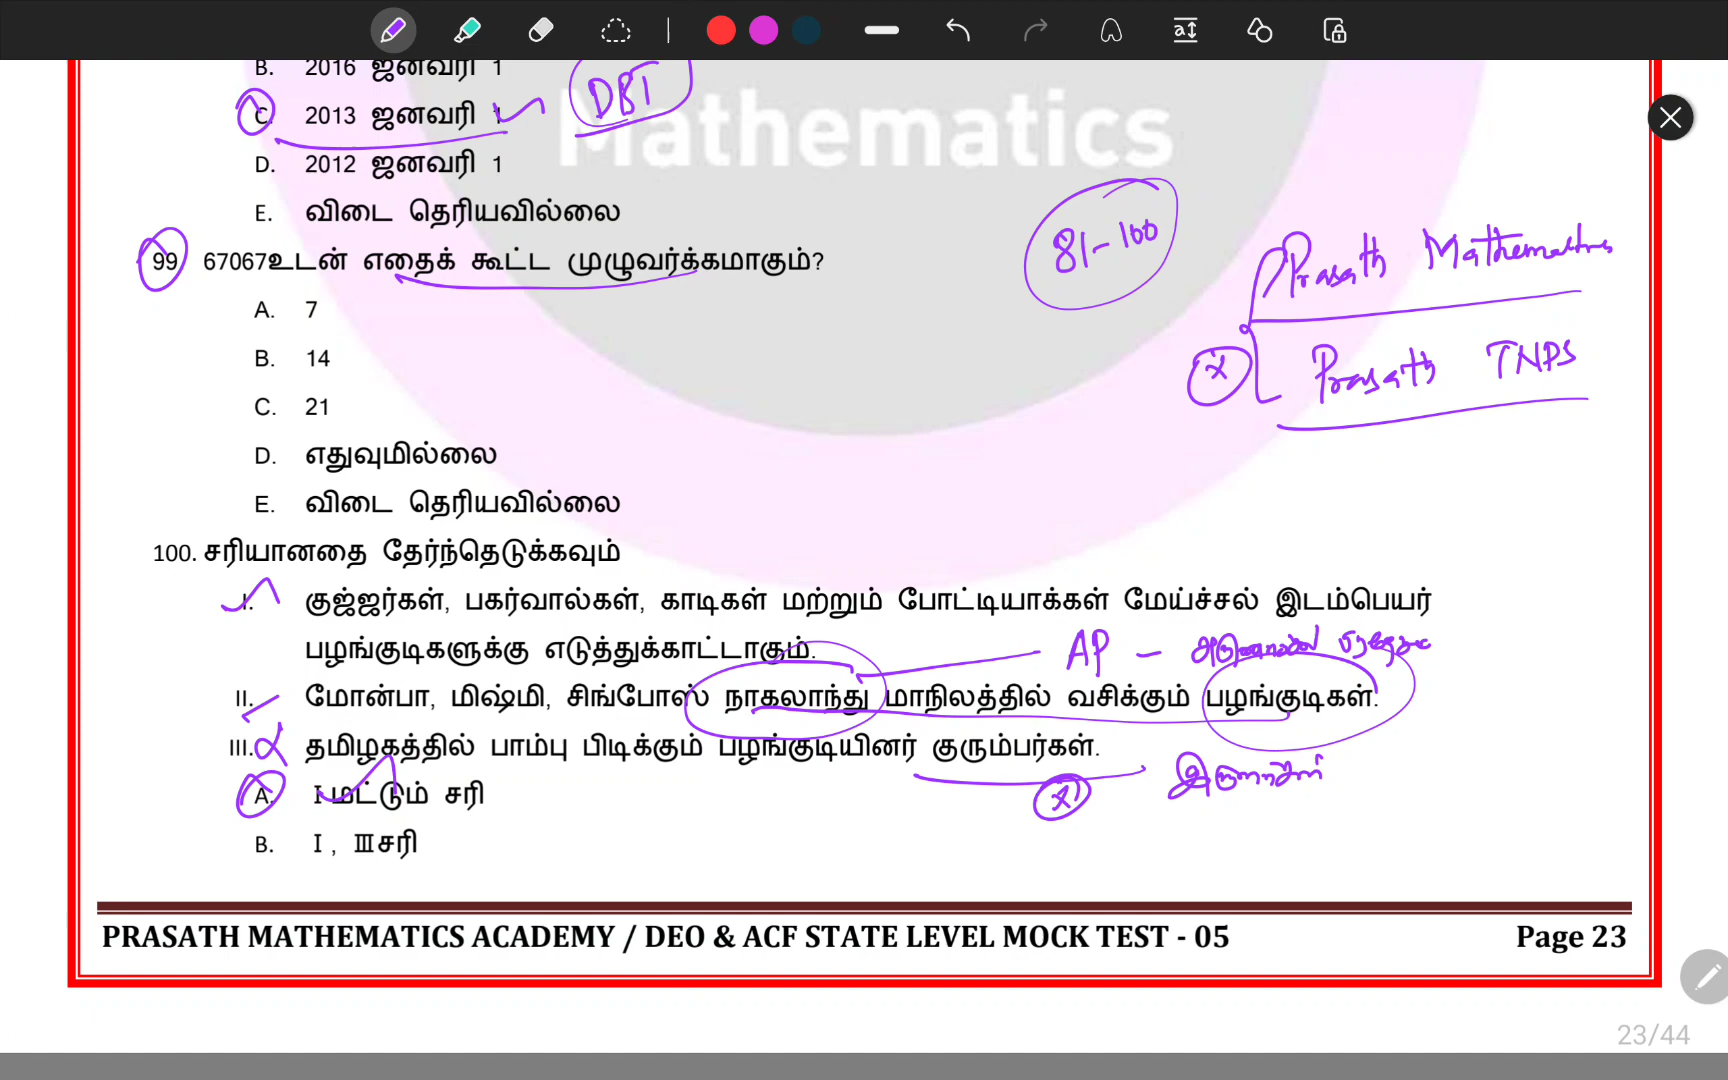 B. 2016 ஜனவரி 1
C. 2013 ஜனவரி 1
DBT
Mathematics
D. 2012 ஜனவரி 1
E. விடை தெரியவில்லை
81-100
99 67067உடன் எதைக் கூட்ட முழுவர்க்கமாகும்?
Prasath Mathematics
A. 7
B. 14
Prasath TNPS
C. 21
D. எதுவுமில்லை
E. விடை தெரியவில்லை
100. சரியானதை தேர்ந்தெடுக்கவும்
I. குஜ்ஜர்கள், பகர்வால்கள், காடிகள் மற்றும் போட்டியாக்கள் மேய்ச்சல் இடம்பெயர்
பழங்குடிகளுக்கு எடுத்துக்காட்டாகும்.
AP -
II. மோன்பா, மிஷ்மி, சிங்போஸ் நாகலாந்து மாநிலத்தில் வசிக்கும் பழங்குடிகள்.
III. தமிழகத்தில் பாம்பு பிடிக்கும் பழங்குடியினர் குரும்பர்கள்.
இருளர்கள்
A. I மட்டும் சரி
B. I , III சரி
PRASATH MATHEMATICS ACADEMY / DEO & ACF STATE LEVEL MOCK TEST - 05 Page 23
23/44